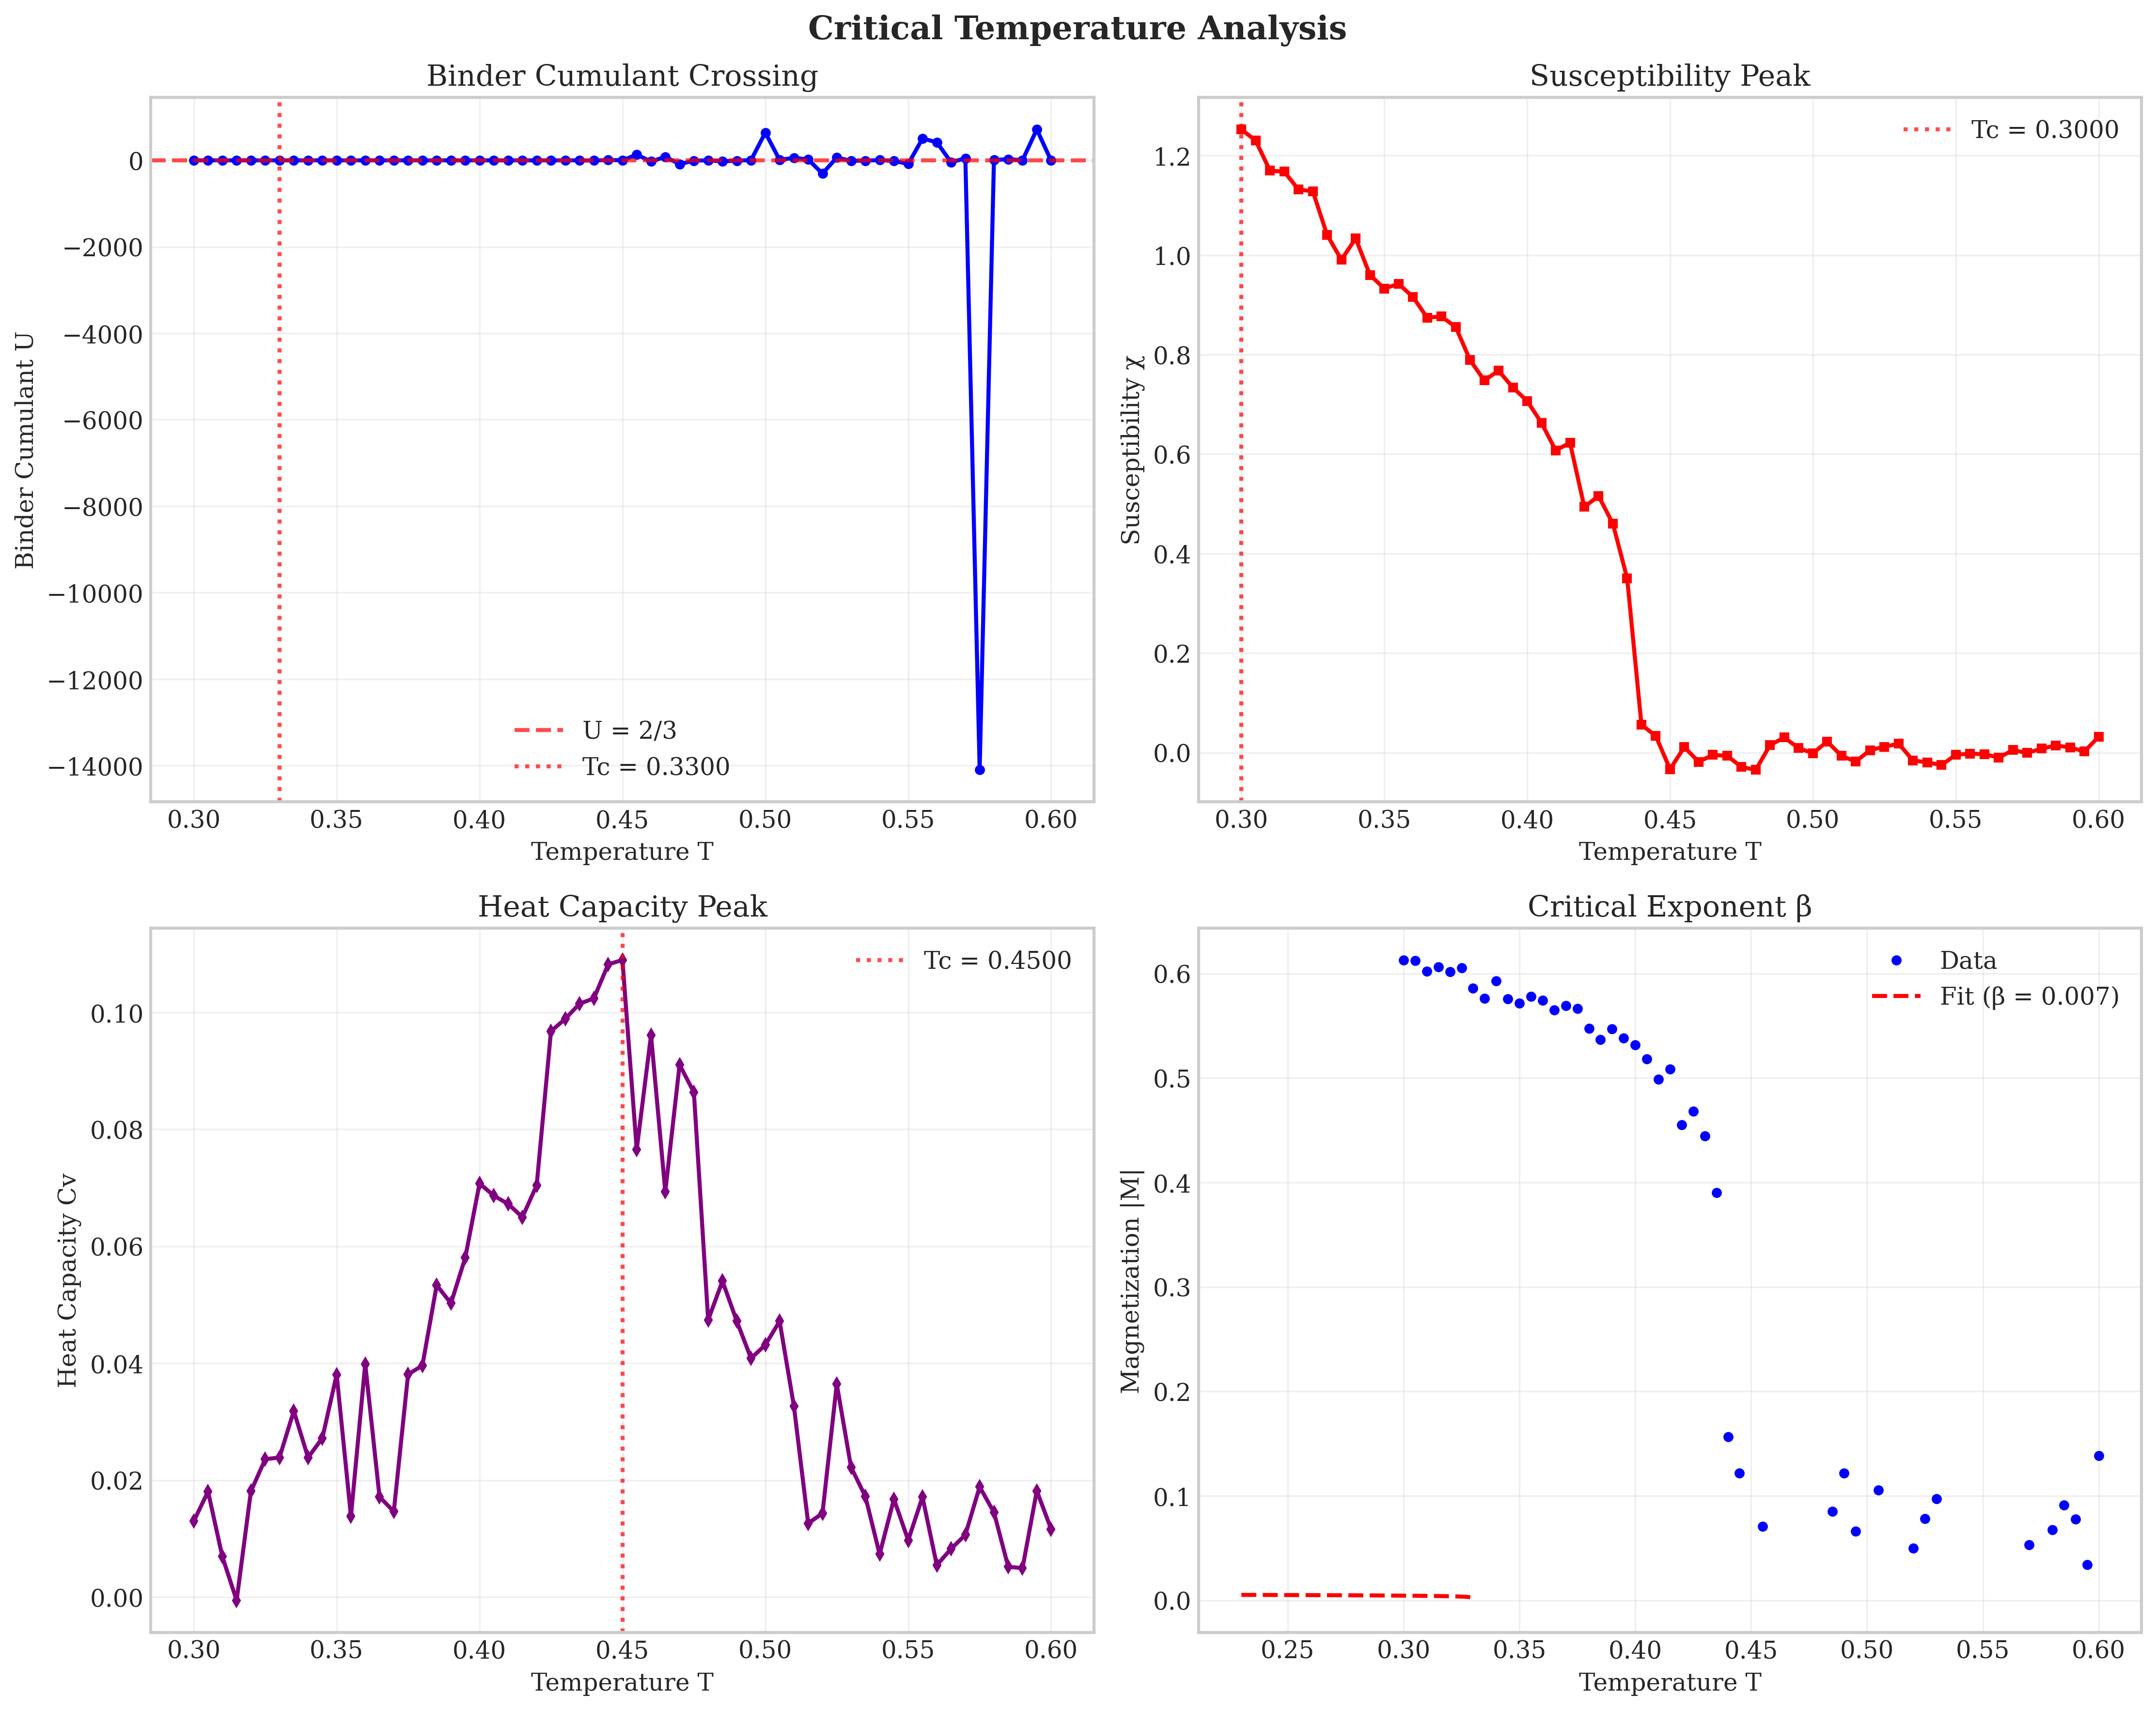 Critical Temperature Analysis
Binder Cumulant Crossing
Binder Cumulant U
0
−2000
−4000
−6000
−8000
−10000
−12000
−14000
U = 2/3
Tc = 0.3300
0.30 0.35 0.40 0.45 0.50 0.55 0.60
Temperature T
Susceptibility Peak
Susceptibility χ
1.2
1.0
0.8
0.6
0.4
0.2
0.0
Tc = 0.3000
0.30 0.35 0.40 0.45 0.50 0.55 0.60
Temperature T
Heat Capacity Peak
Heat Capacity Cv
0.10
0.08
0.06
0.04
0.02
0.00
Tc = 0.4500
0.30 0.35 0.40 0.45 0.50 0.55 0.60
Temperature T
Critical Exponent β
Magnetization |M|
0.6
0.5
0.4
0.3
0.2
0.1
0.0
Data
Fit (β = 0.007)
0.25 0.30 0.35 0.40 0.45 0.50 0.55 0.60
Temperature T